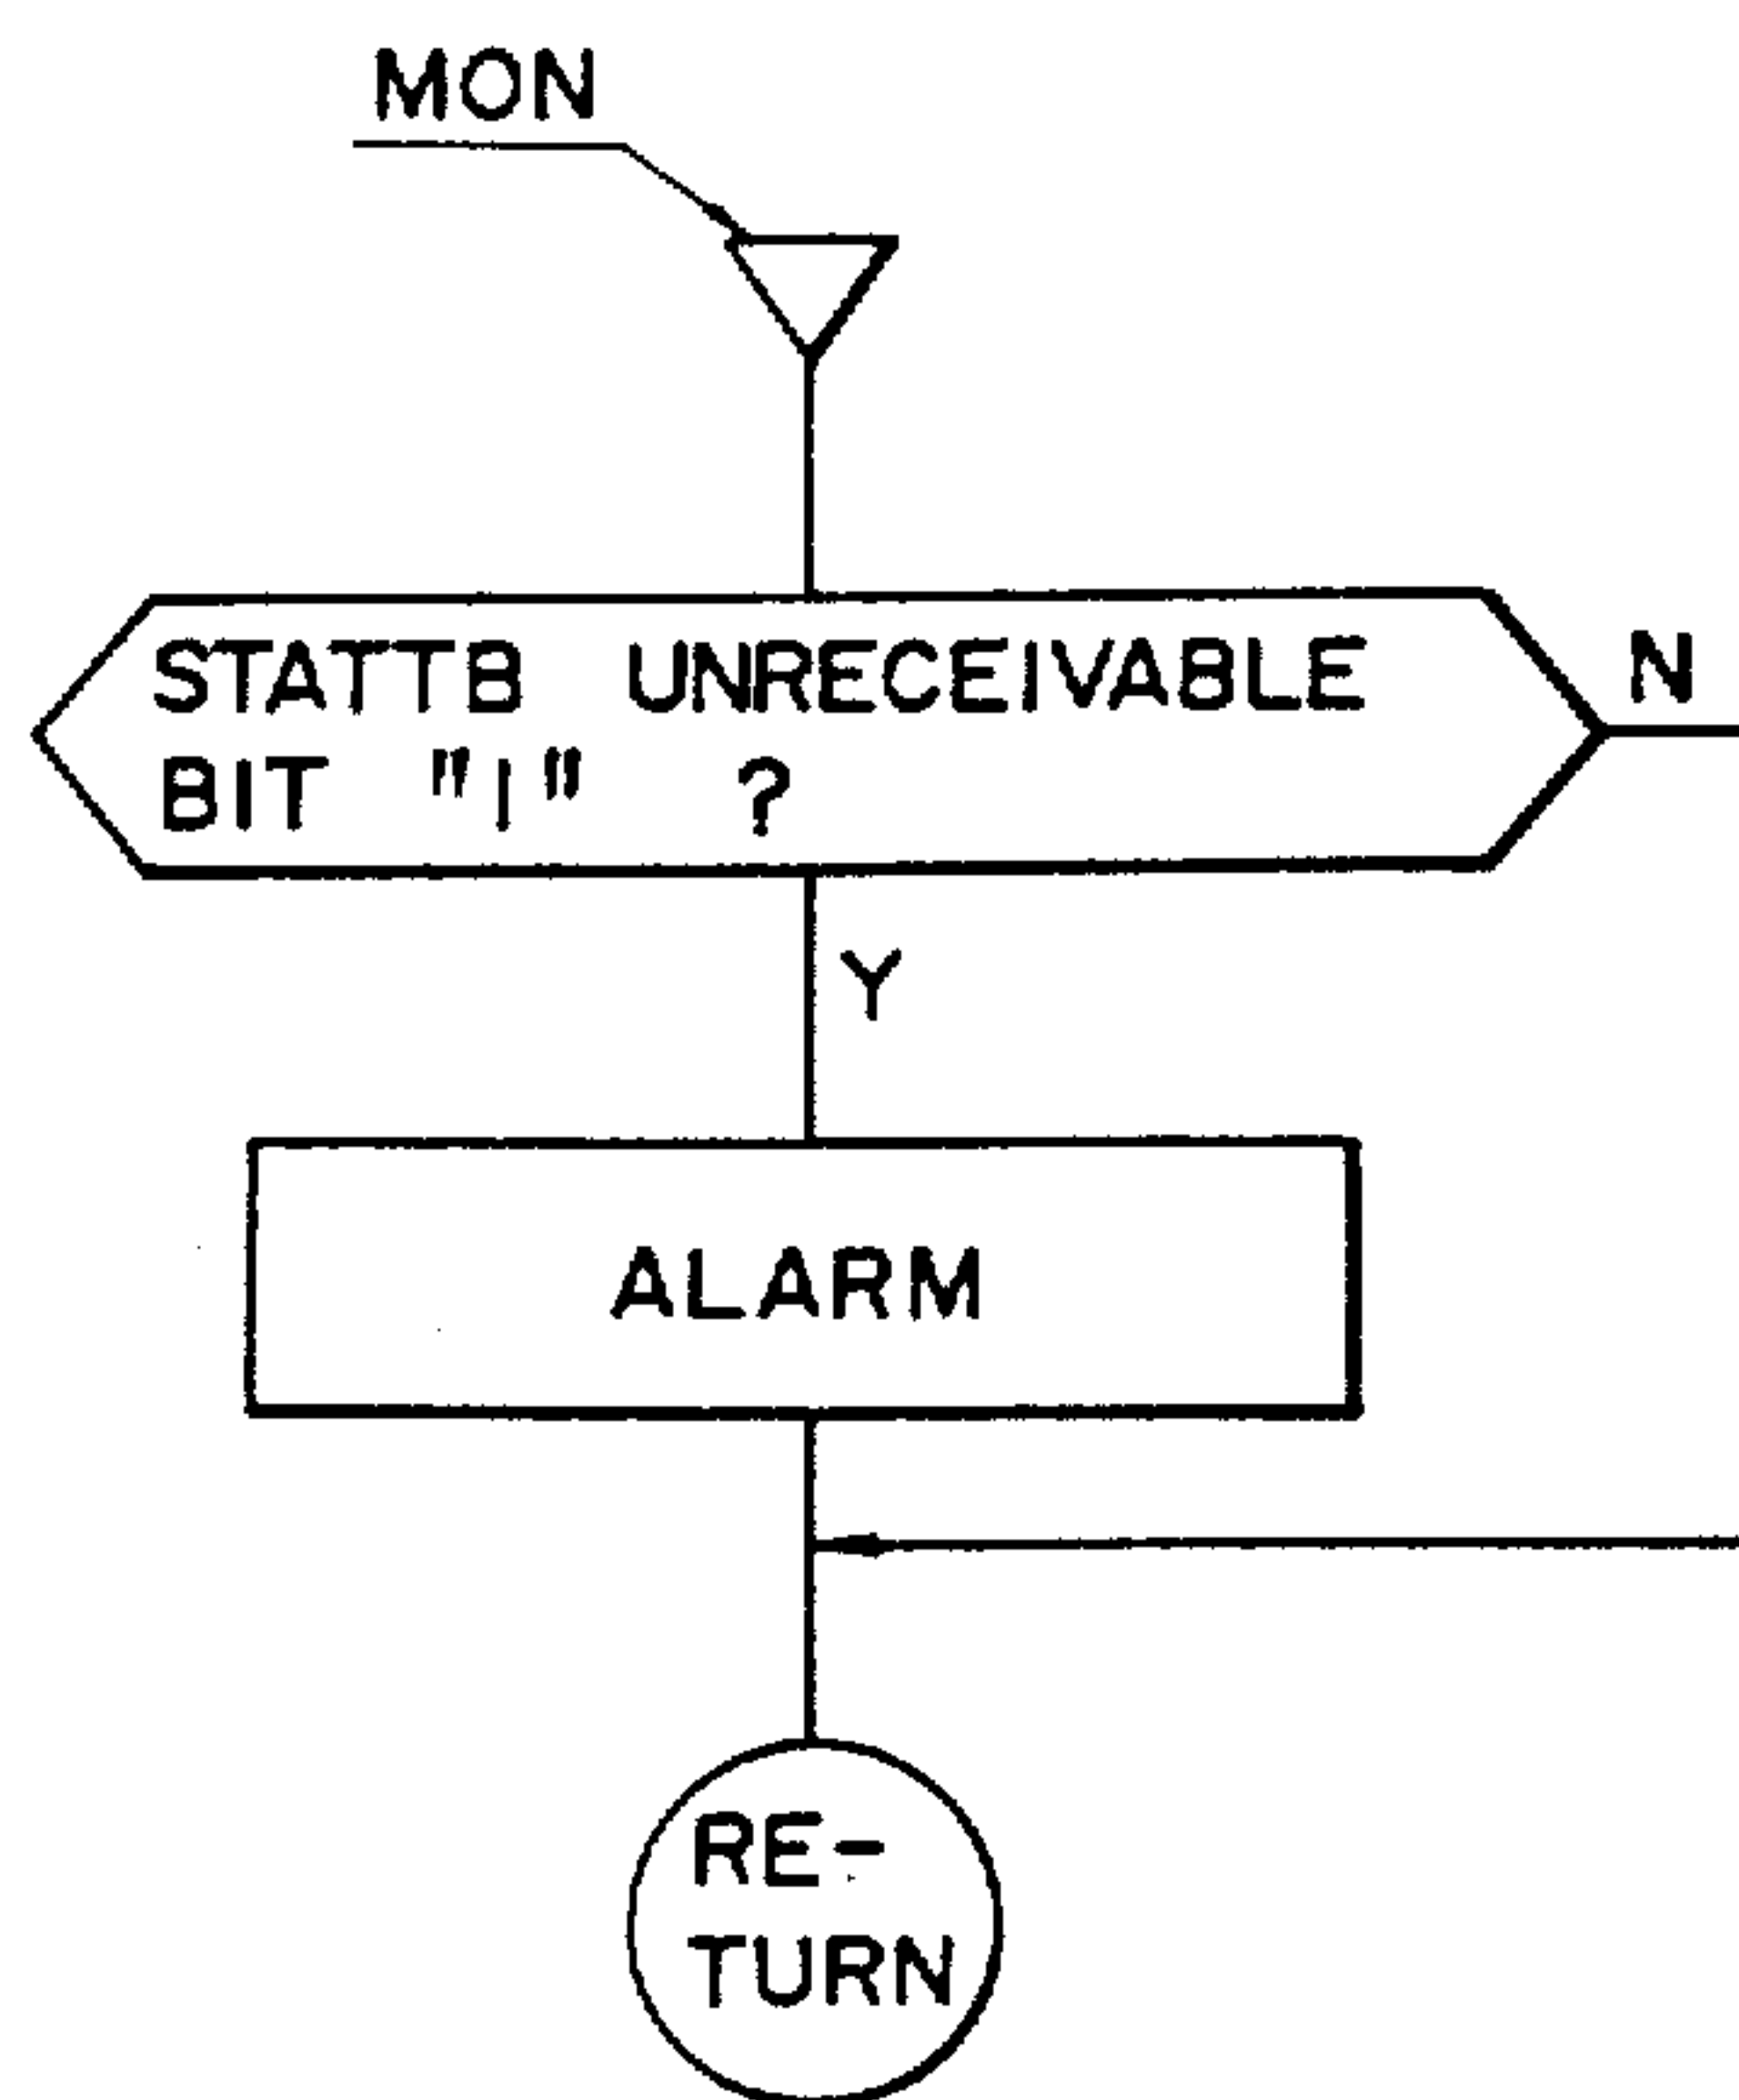 MON
STATTB UNRECEIVABLE
BIT "1" ?
N
Y
ALARM
RE-
TURN